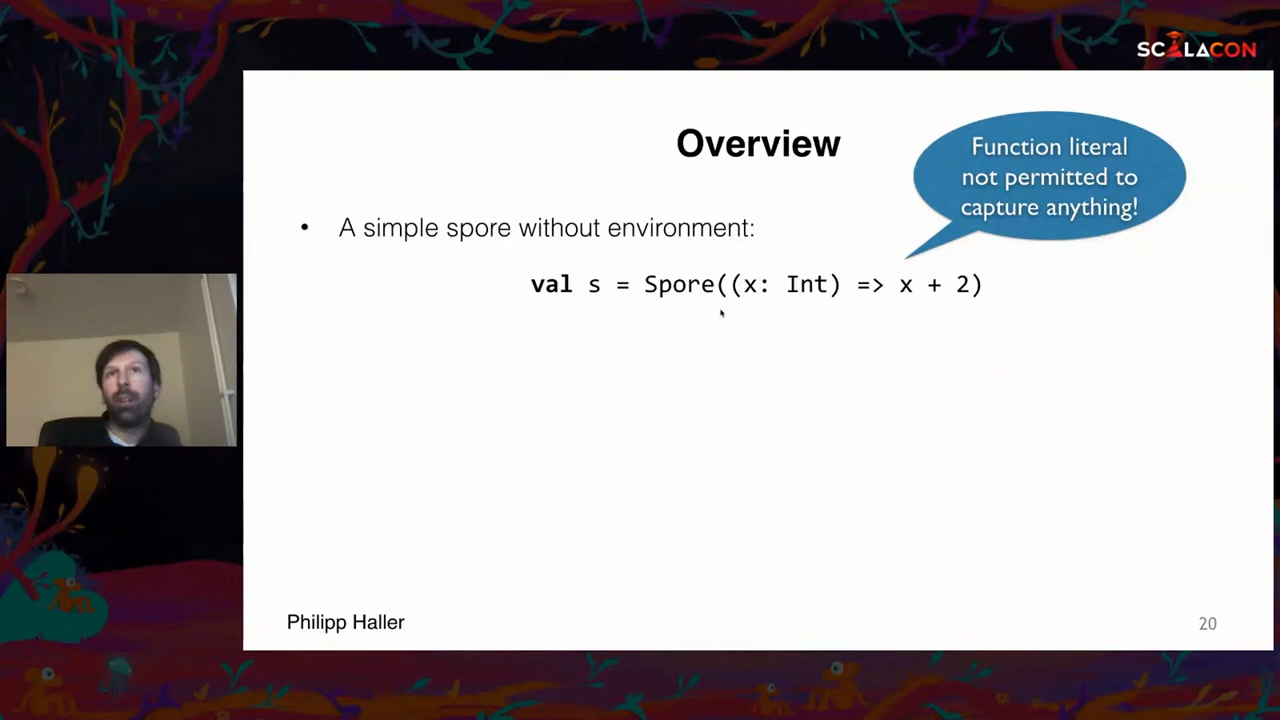 SCALACON
Overview
Function literal
not permitted to
capture anything!
• A simple spore without environment:
val s = Spore((x: Int) => x + 2)
Philipp Haller
20